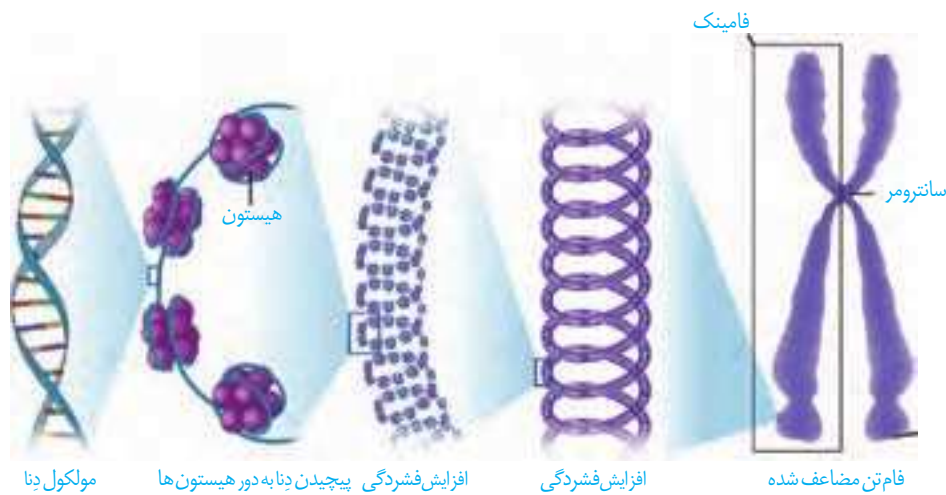 فامینک
سانترومر
هیستون
فام‌تن مضاعف شده
افزایش فشردگی
افزایش فشردگی
پیچیدن دِنا به دور هیستون ها
مولکول دِنا